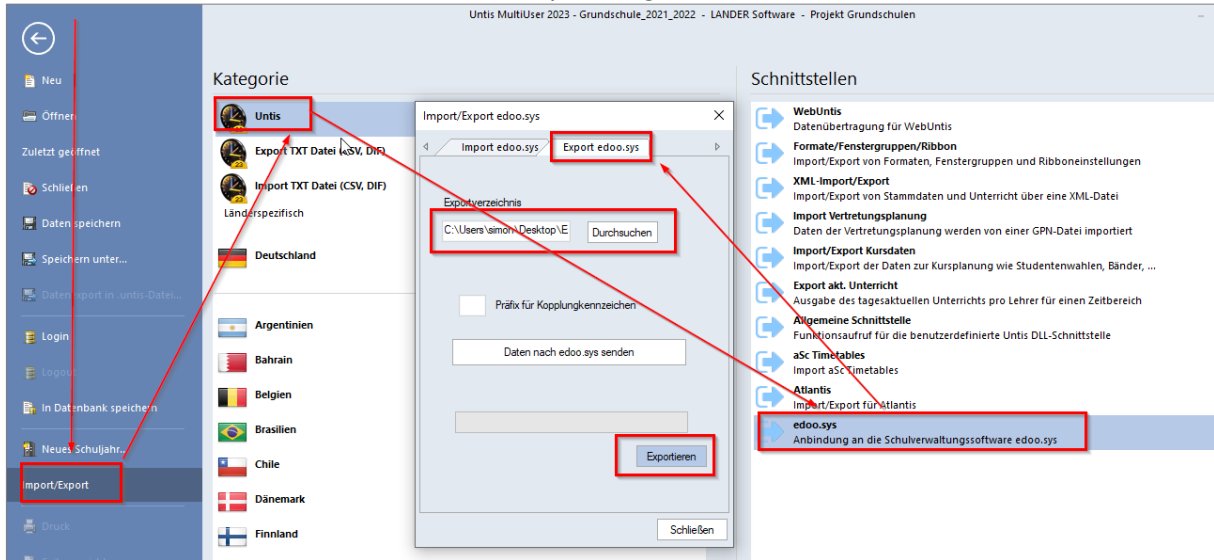 Untis MultiUser 2023 - Grundschule_2021_2022 - LANDER Software - Projekt Grundschulen
Neu
Öffnen
Zuletzt geöffnet
Schließen
Daten speichern
Speichern unter...
Datenexport in .untis-Datei...
Login
Logout
In Datenbank speichern
Neues Schuljahr...
Import/Export
Druck
Kategorie
Untis
Export TXT Datei (CSV, DIF)
Import TXT Datei (CSV, DIF)
Länderspezifisch
Deutschland
Argentinien
Bahrain
Belgien
Brasilien
Chile
Dänemark
Finnland
Import/Export edoo.sys
Import edoo.sys
Export edoo.sys
Exportverzeichnis
C:\Users\simon\Desktop\E
Durchsuchen
Präfix für Kopplungkennzeichen
Daten nach edoo.sys senden
Exportieren
Schließen
Schnittstellen
WebUntis
Datenübertragung für WebUntis
Formate/Fenstergruppen/Ribbon
Import/Export von Formaten, Fenstergruppen und Ribboneinstellungen
XML-Import/Export
Import/Export von Stammdaten und Unterricht über eine XML-Datei
Import Vertretungsplanung
Daten der Vertretungsplanung werden von einer GPN-Datei importiert
Import/Export Kursdaten
Import/Export der Daten zur Kursplanung wie Studentenwahlen, Bänder, ...
Export akt. Unterricht
Ausgabe des tagesaktuellen Unterrichts pro Lehrer für einen Zeitbereich
Allgemeine Schnittstelle
Funktionsaufruf für die benutzerdefinierte Untis DLL-Schnittstelle
aSc Timetables
Import aSc Timetables
Atlantis
Import/Export für Atlantis
edoo.sys
Anbindung an die Schulverwaltungssoftware edoo.sys